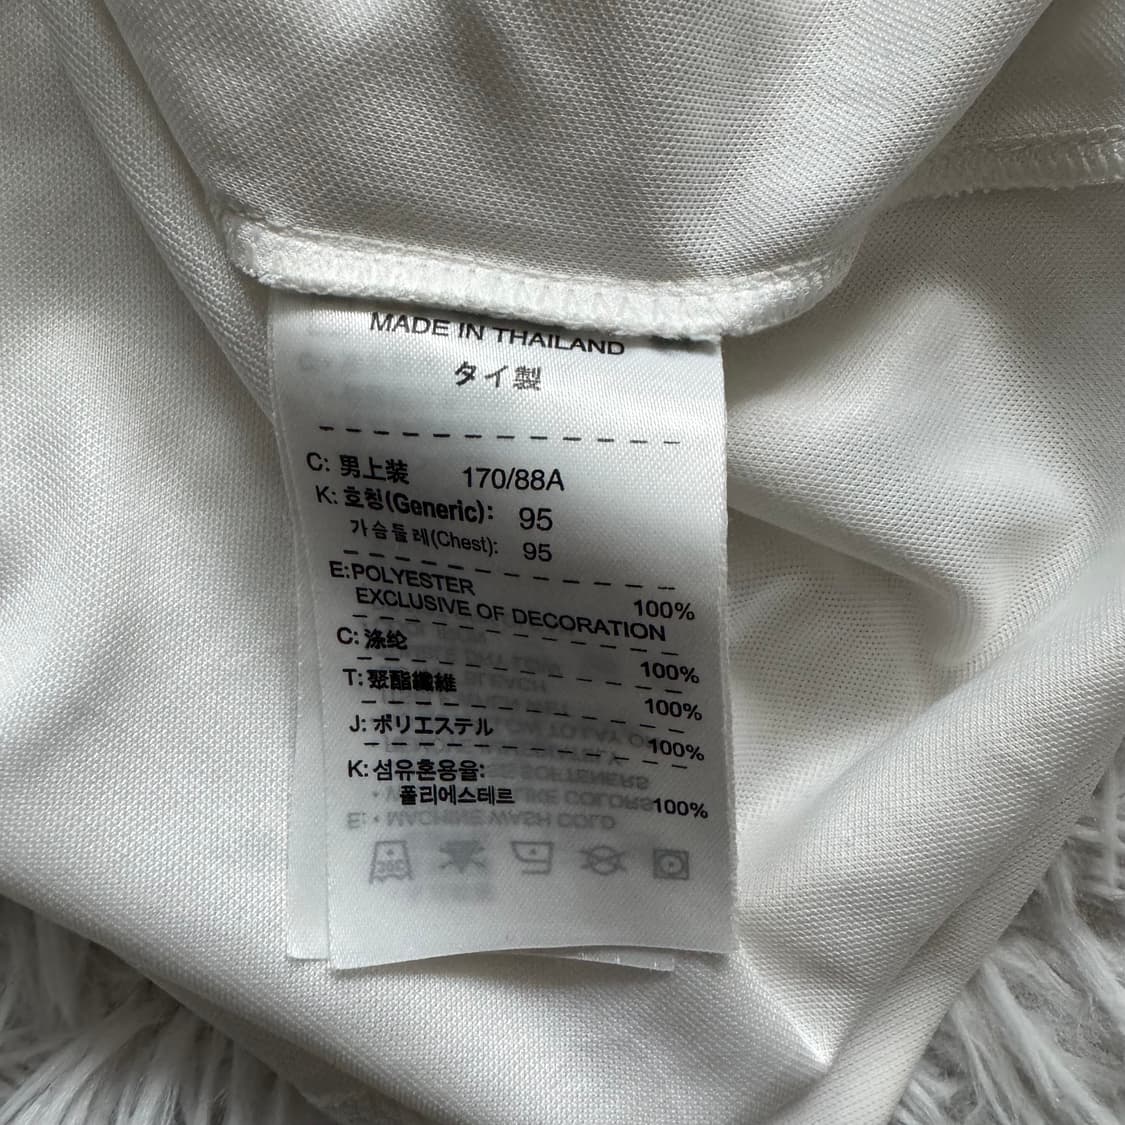 MADE IN THAILAND
タイ製
C: 男上装 170/88A
K: 호칭(Generic): 95
가슴둘레(Chest): 95
E:POLYESTER 100%
EXCLUSIVE OF DECORATION
C: 涤纶 100%
T: 聚酯纖維 100%
J: ポリエステル 100%
K: 섬유혼용율:
폴리에스테르 100%